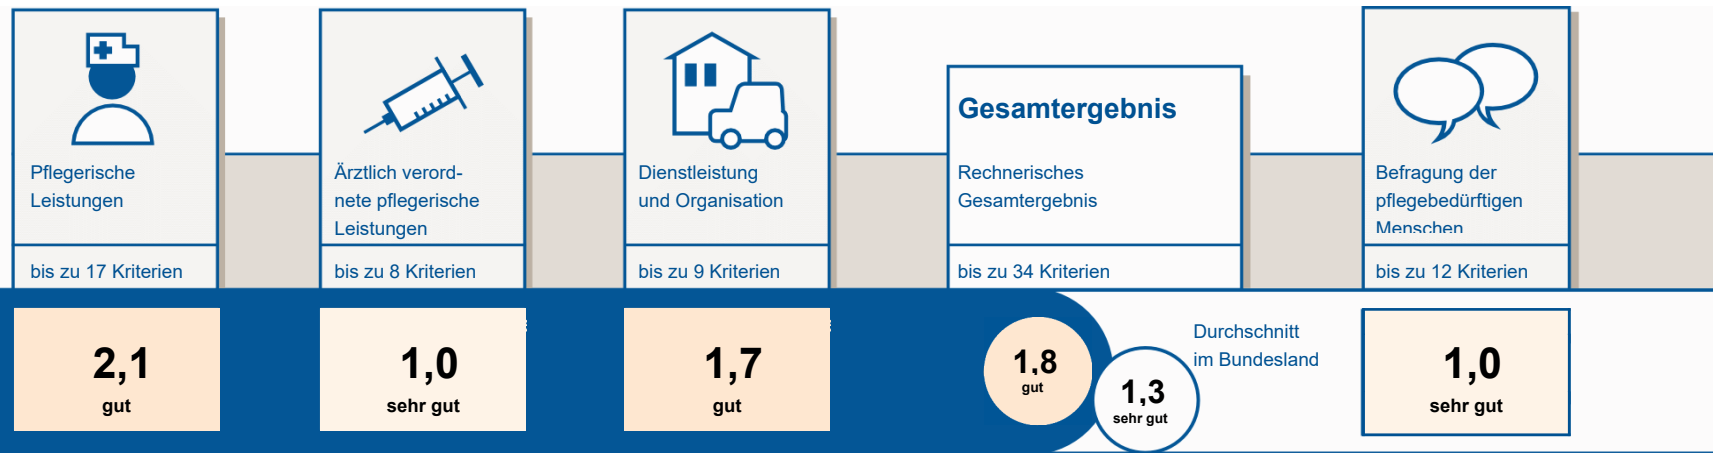 Pflegerische
Leistungen
bis zu 17 Kriterien
2,1
gut
Ärztlich verord-
nete pflegerische
Leistungen
bis zu 8 Kriterien
1,0
sehr gut
Dienstleistung
und Organisation
bis zu 9 Kriterien
1,7
gut
Gesamtergebnis
Rechnerisches
Gesamtergebnis
bis zu 34 Kriterien
1,8
gut
1,3
sehr gut
Durchschnitt
im Bundesland
Befragung der
pflegebedürftigen
Menschen
bis zu 12 Kriterien
1,0
sehr gut